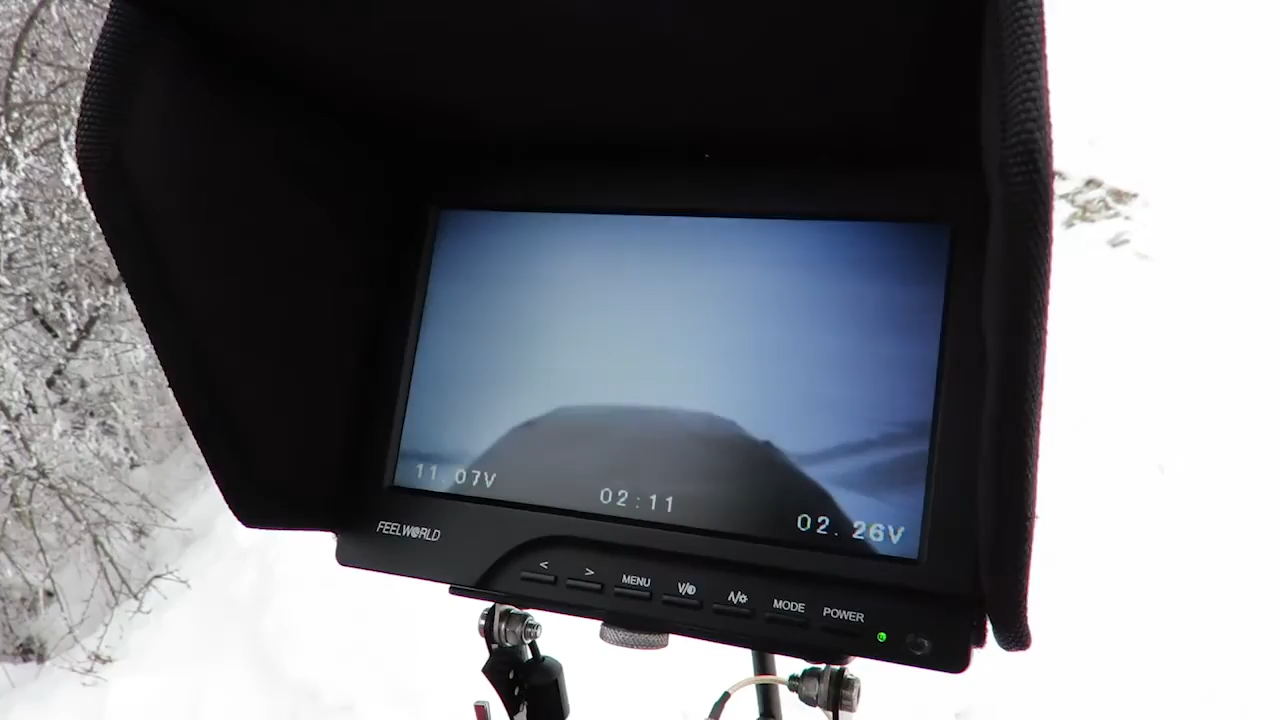 11.07V
02:11
02.26V
FEELWORLD
< > MENU V/ Λ/ MODE POWER